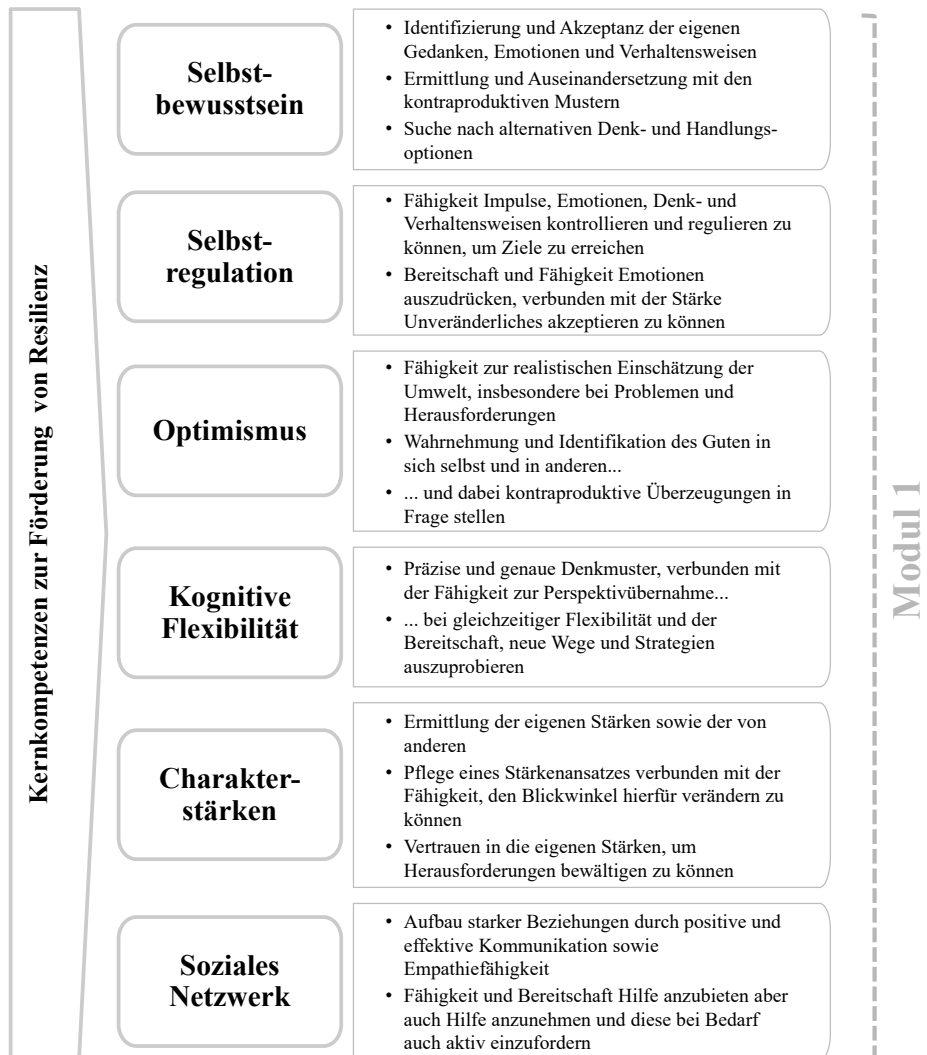 Kernkompetenzen zur Förderung von Resilienz
Selbst-
bewusstsein
• Identifizierung und Akzeptanz der eigenen
Gedanken, Emotionen und Verhaltensweisen
• Ermittlung und Auseinandersetzung mit den
kontraproduktiven Mustern
• Suche nach alternativen Denk- und Handlungs-
optionen
Selbst-
regulation
• Fähigkeit Impulse, Emotionen, Denk- und
Verhaltensweisen kontrollieren und regulieren zu
können, um Ziele zu erreichen
• Bereitschaft und Fähigkeit Emotionen
auszudrücken, verbunden mit der Stärke
Unveränderliches akzeptieren zu können
Optimismus
• Fähigkeit zur realistischen Einschätzung der
Umwelt, insbesondere bei Problemen und
Herausforderungen
• Wahrnehmung und Identifikation des Guten in
sich selbst und in anderen...
• ... und dabei kontraproduktive Überzeugungen in
Frage stellen
Kognitive
Flexibilität
• Präzise und genaue Denkmuster, verbunden mit
der Fähigkeit zur Perspektivübernahme...
• ... bei gleichzeitiger Flexibilität und der
Bereitschaft, neue Wege und Strategien
auszuprobieren
Charakter-
stärken
• Ermittlung der eigenen Stärken sowie der von
anderen
• Pflege eines Stärkenansatzes verbunden mit der
Fähigkeit, den Blickwinkel hierfür verändern zu
können
• Vertrauen in die eigenen Stärken, um
Herausforderungen bewältigen zu können
Soziales
Netzwerk
• Aufbau starker Beziehungen durch positive und
effektive Kommunikation sowie
Empathiefähigkeit
• Fähigkeit und Bereitschaft Hilfe anzubieten aber
auch Hilfe anzunehmen und diese bei Bedarf
auch aktiv einzufordern
Modul 1